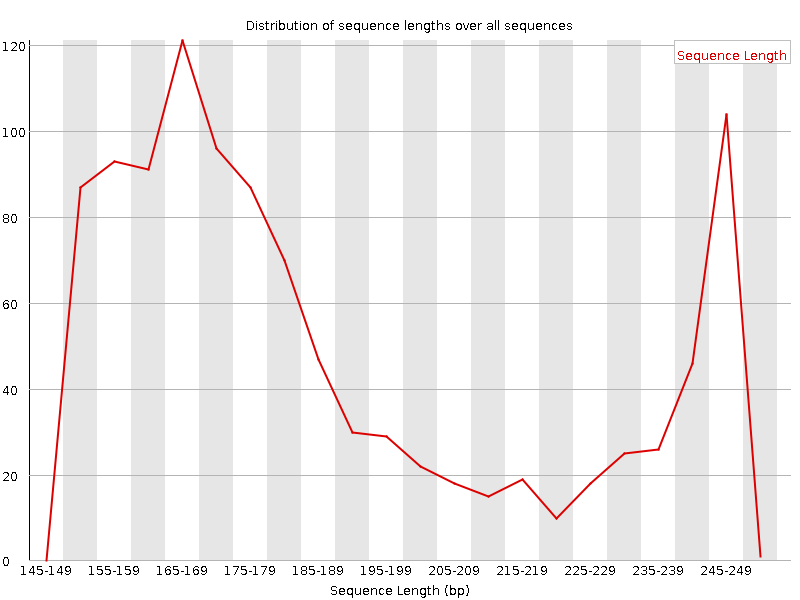 Distribution of sequence lengths over all sequences
Sequence Length
120
100
80
60
40
20
0
145-149 155-159 165-169 175-179 185-189 195-199 205-209 215-219 225-229 235-239 245-249
Sequence Length (bp)